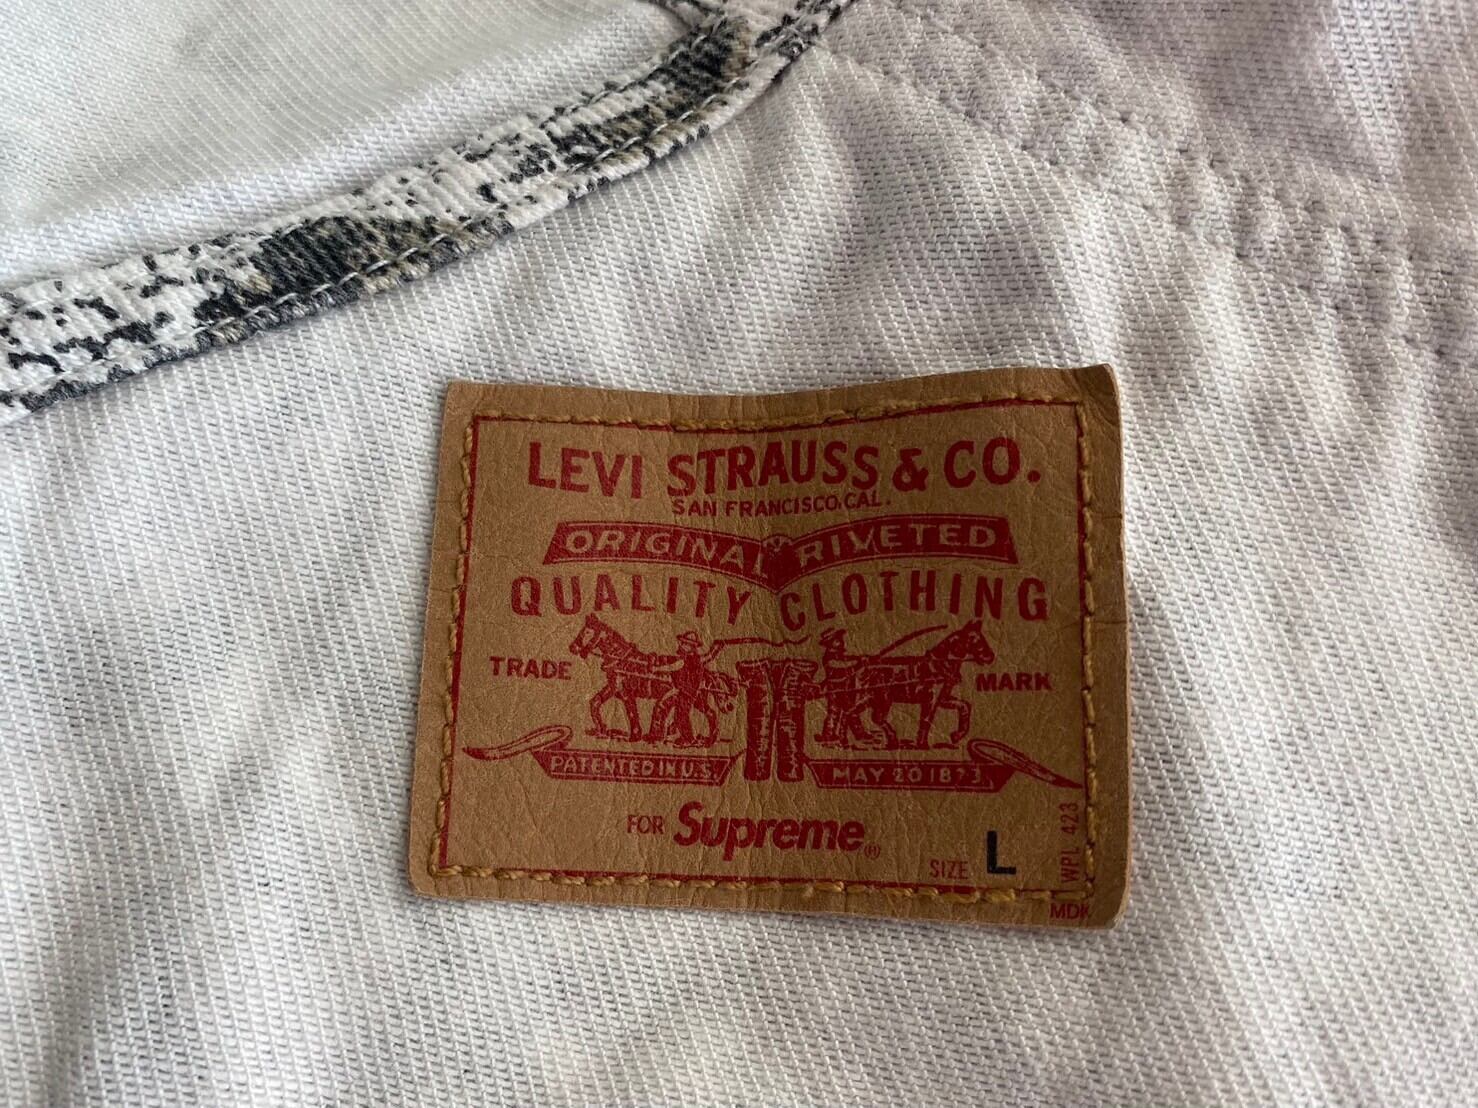 LEVI STRAUSS & CO.
SAN FRANCISCO, CAL.
ORIGINAL RIVETED
QUALITY CLOTHING
TRADE MARK
PATENTED IN U.S. MAY 20 1873
FOR Supreme®
SIZE L
WPL 423
MDK